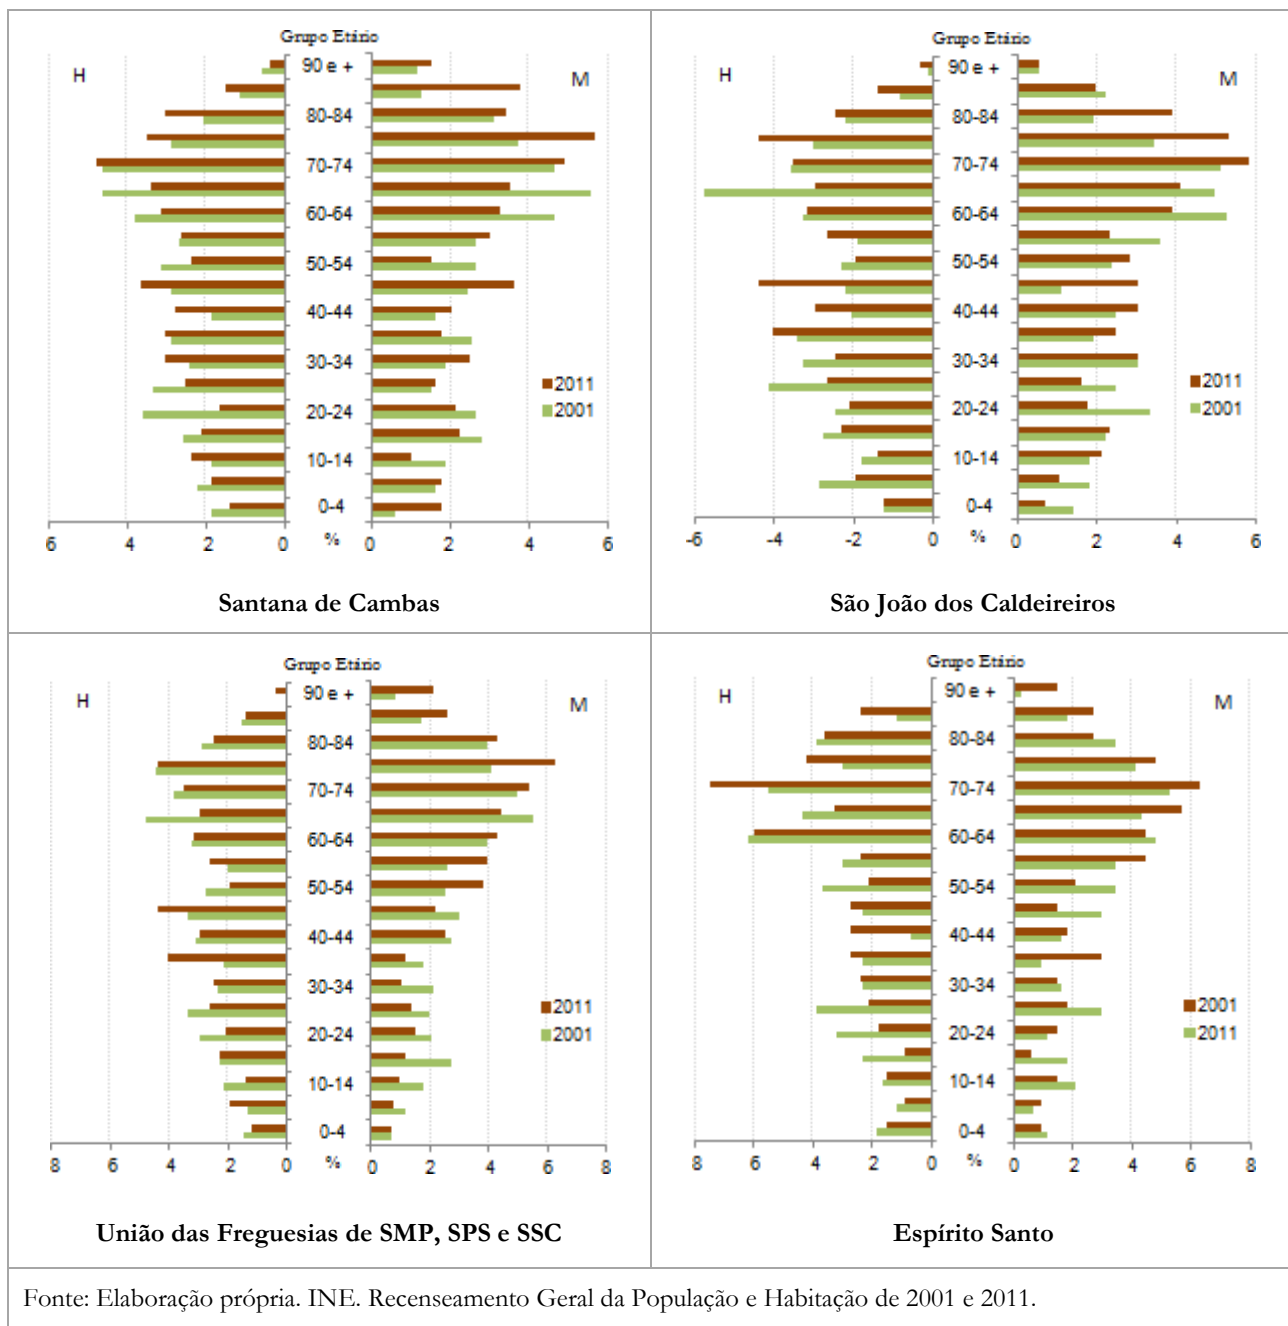 Grupo Etário
H
M
90 e +
80-84
70-74
60-64
50-54
40-44
30-34
20-24
10-14
0-4
2011
2001
6 4 2 0 % 0 2 4 6
Santana de Cambas
Grupo Etário
H
M
90 e +
80-84
70-74
60-64
50-54
40-44
30-34
20-24
10-14
0-4
2011
2001
-6 -4 -2 0 % 0 2 4 6
São João dos Caldeireiros
Grupo Etário
H
M
90 e +
80-84
70-74
60-64
50-54
40-44
30-34
20-24
10-14
0-4
2011
2001
8 6 4 2 0 % 0 2 4 6 8
União das Freguesias de SMP, SPS e SSC
Grupo Etário
H
M
90 e +
80-84
70-74
60-64
50-54
40-44
30-34
20-24
10-14
0-4
2001
2011
8 6 4 2 0 % 0 2 4 6 8
Espírito Santo
Fonte: Elaboração própria. INE. Recenseamento Geral da População e Habitação de 2001 e 2011.